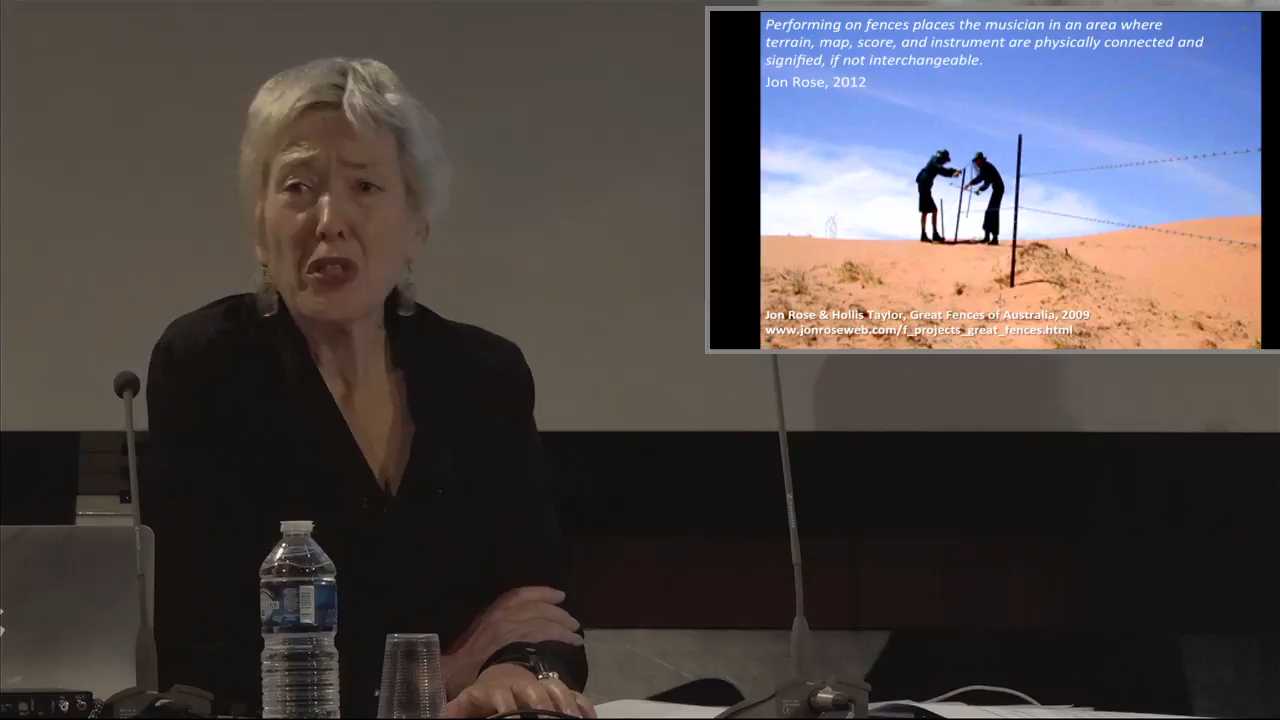 Performing on fences places the musician in an area where
terrain, map, score, and instrument are physically connected and
signified, if not interchangeable.
Jon Rose, 2012
Jon Rose & Hollis Taylor, Great Fences of Australia, 2009
www.jonroseweb.com/f_projects_great_fences.html